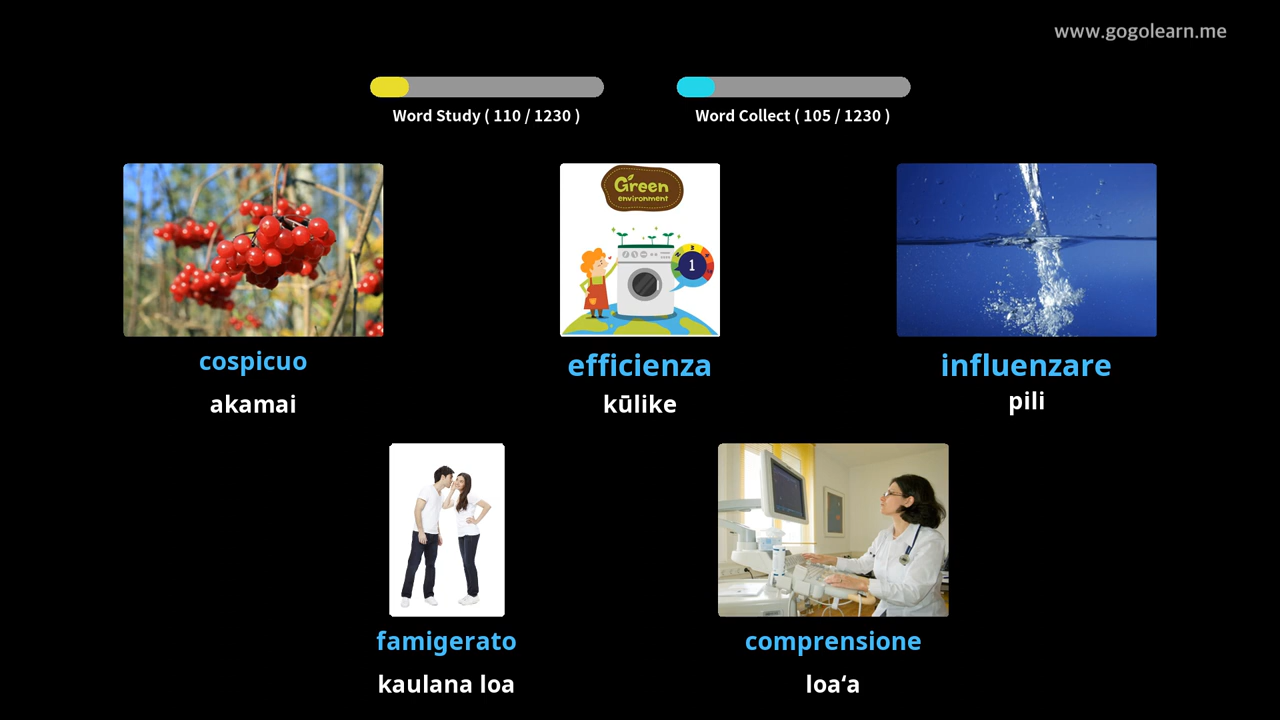 www.gogolearn.me
Word Study ( 110 / 1230 )
Word Collect ( 105 / 1230 )
Green
environment
1
cospicuo
efficienza
influenzare
akamai
kūlike
pili
famigerato
comprensione
kaulana loa
loaʻa